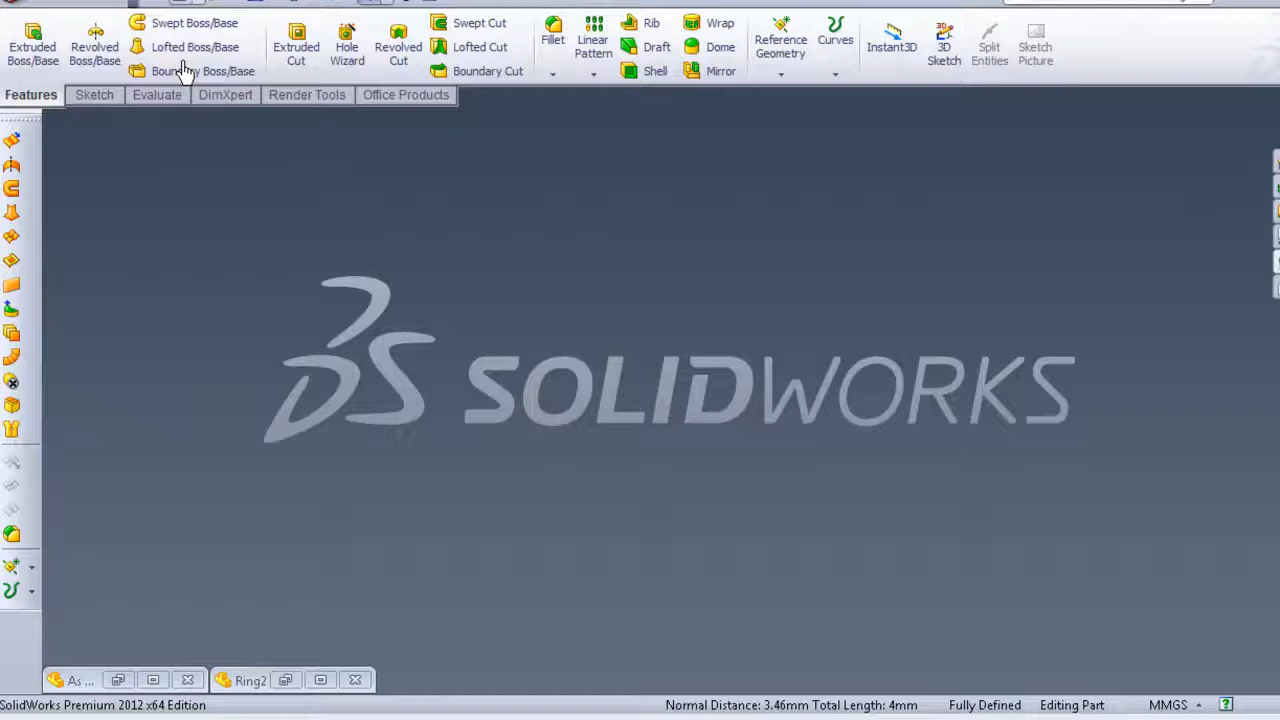 Extruded Boss/Base
Revolved Boss/Base
Swept Boss/Base
Lofted Boss/Base
Boundary Boss/Base
Extruded Cut
Hole Wizard
Revolved Cut
Swept Cut
Lofted Cut
Boundary Cut
Fillet
Linear Pattern
Rib
Draft
Shell
Wrap
Dome
Mirror
Reference Geometry
Curves
Instant3D
3D Sketch
Split Entities
Sketch Picture
Features Sketch Evaluate DimXpert Render Tools Office Products
DS SOLIDWORKS
As ... Ring2
SolidWorks Premium 2012 x64 Edition Normal Distance: 3.46mm Total Length: 4mm Fully Defined Editing Part MMGS ?